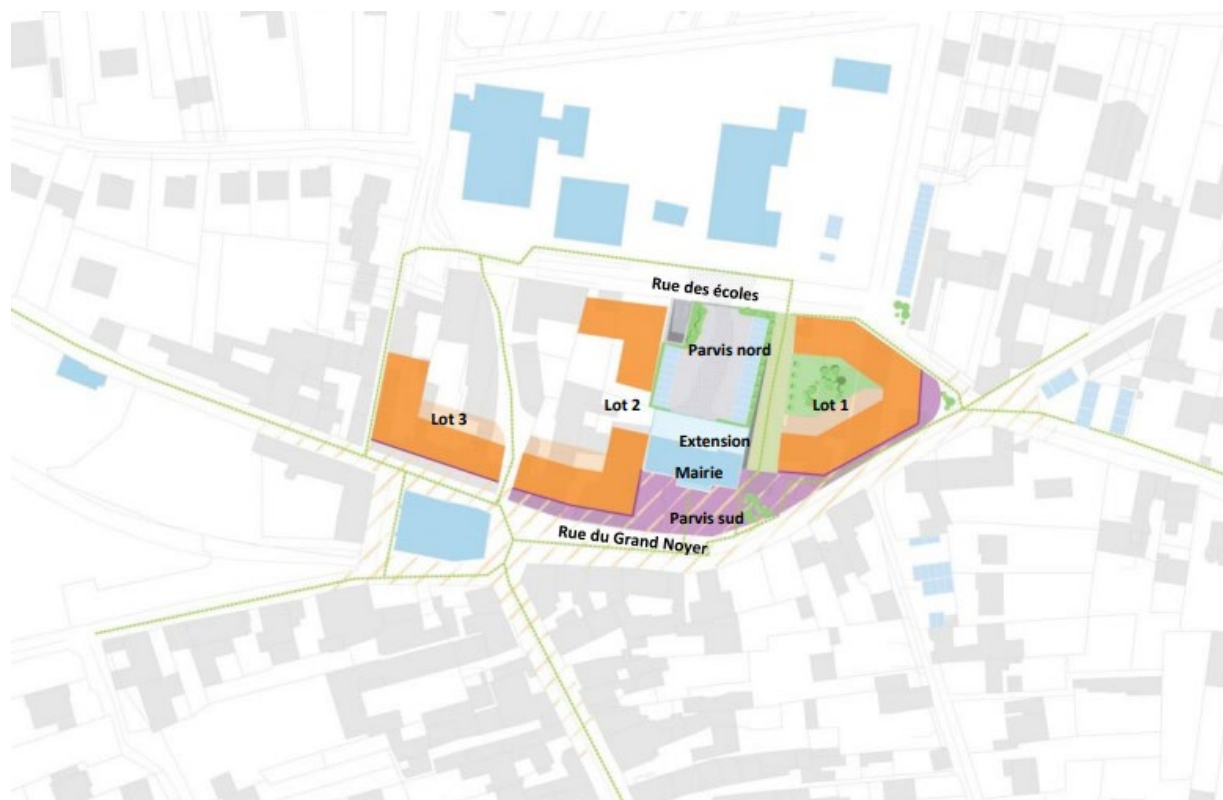 Rue des écoles
Parvis nord
Lot 1
Lot 2
Lot 3
Extension
Mairie
Parvis sud
Rue du Grand Noyer